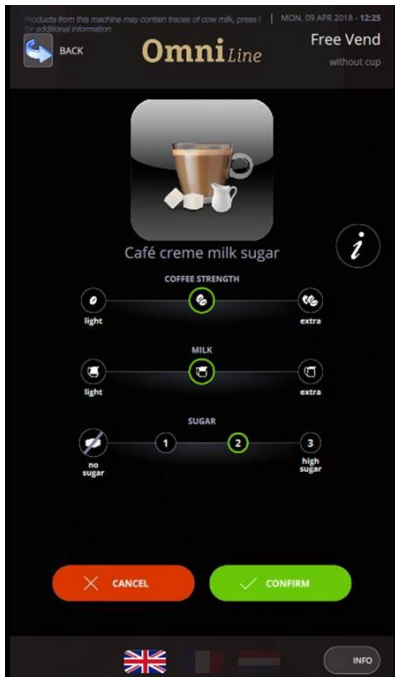 Products from this machine may contain traces of cow milk, press i
for additional information
MON. 09 APR 2018 - 12:25
BACK
Omni Line
Free Vend
without cup
Café creme milk sugar
i
COFFEE STRENGTH
light
extra
MILK
light
extra
SUGAR
1
2
3
no
sugar
high
sugar
CANCEL
CONFIRM
INFO